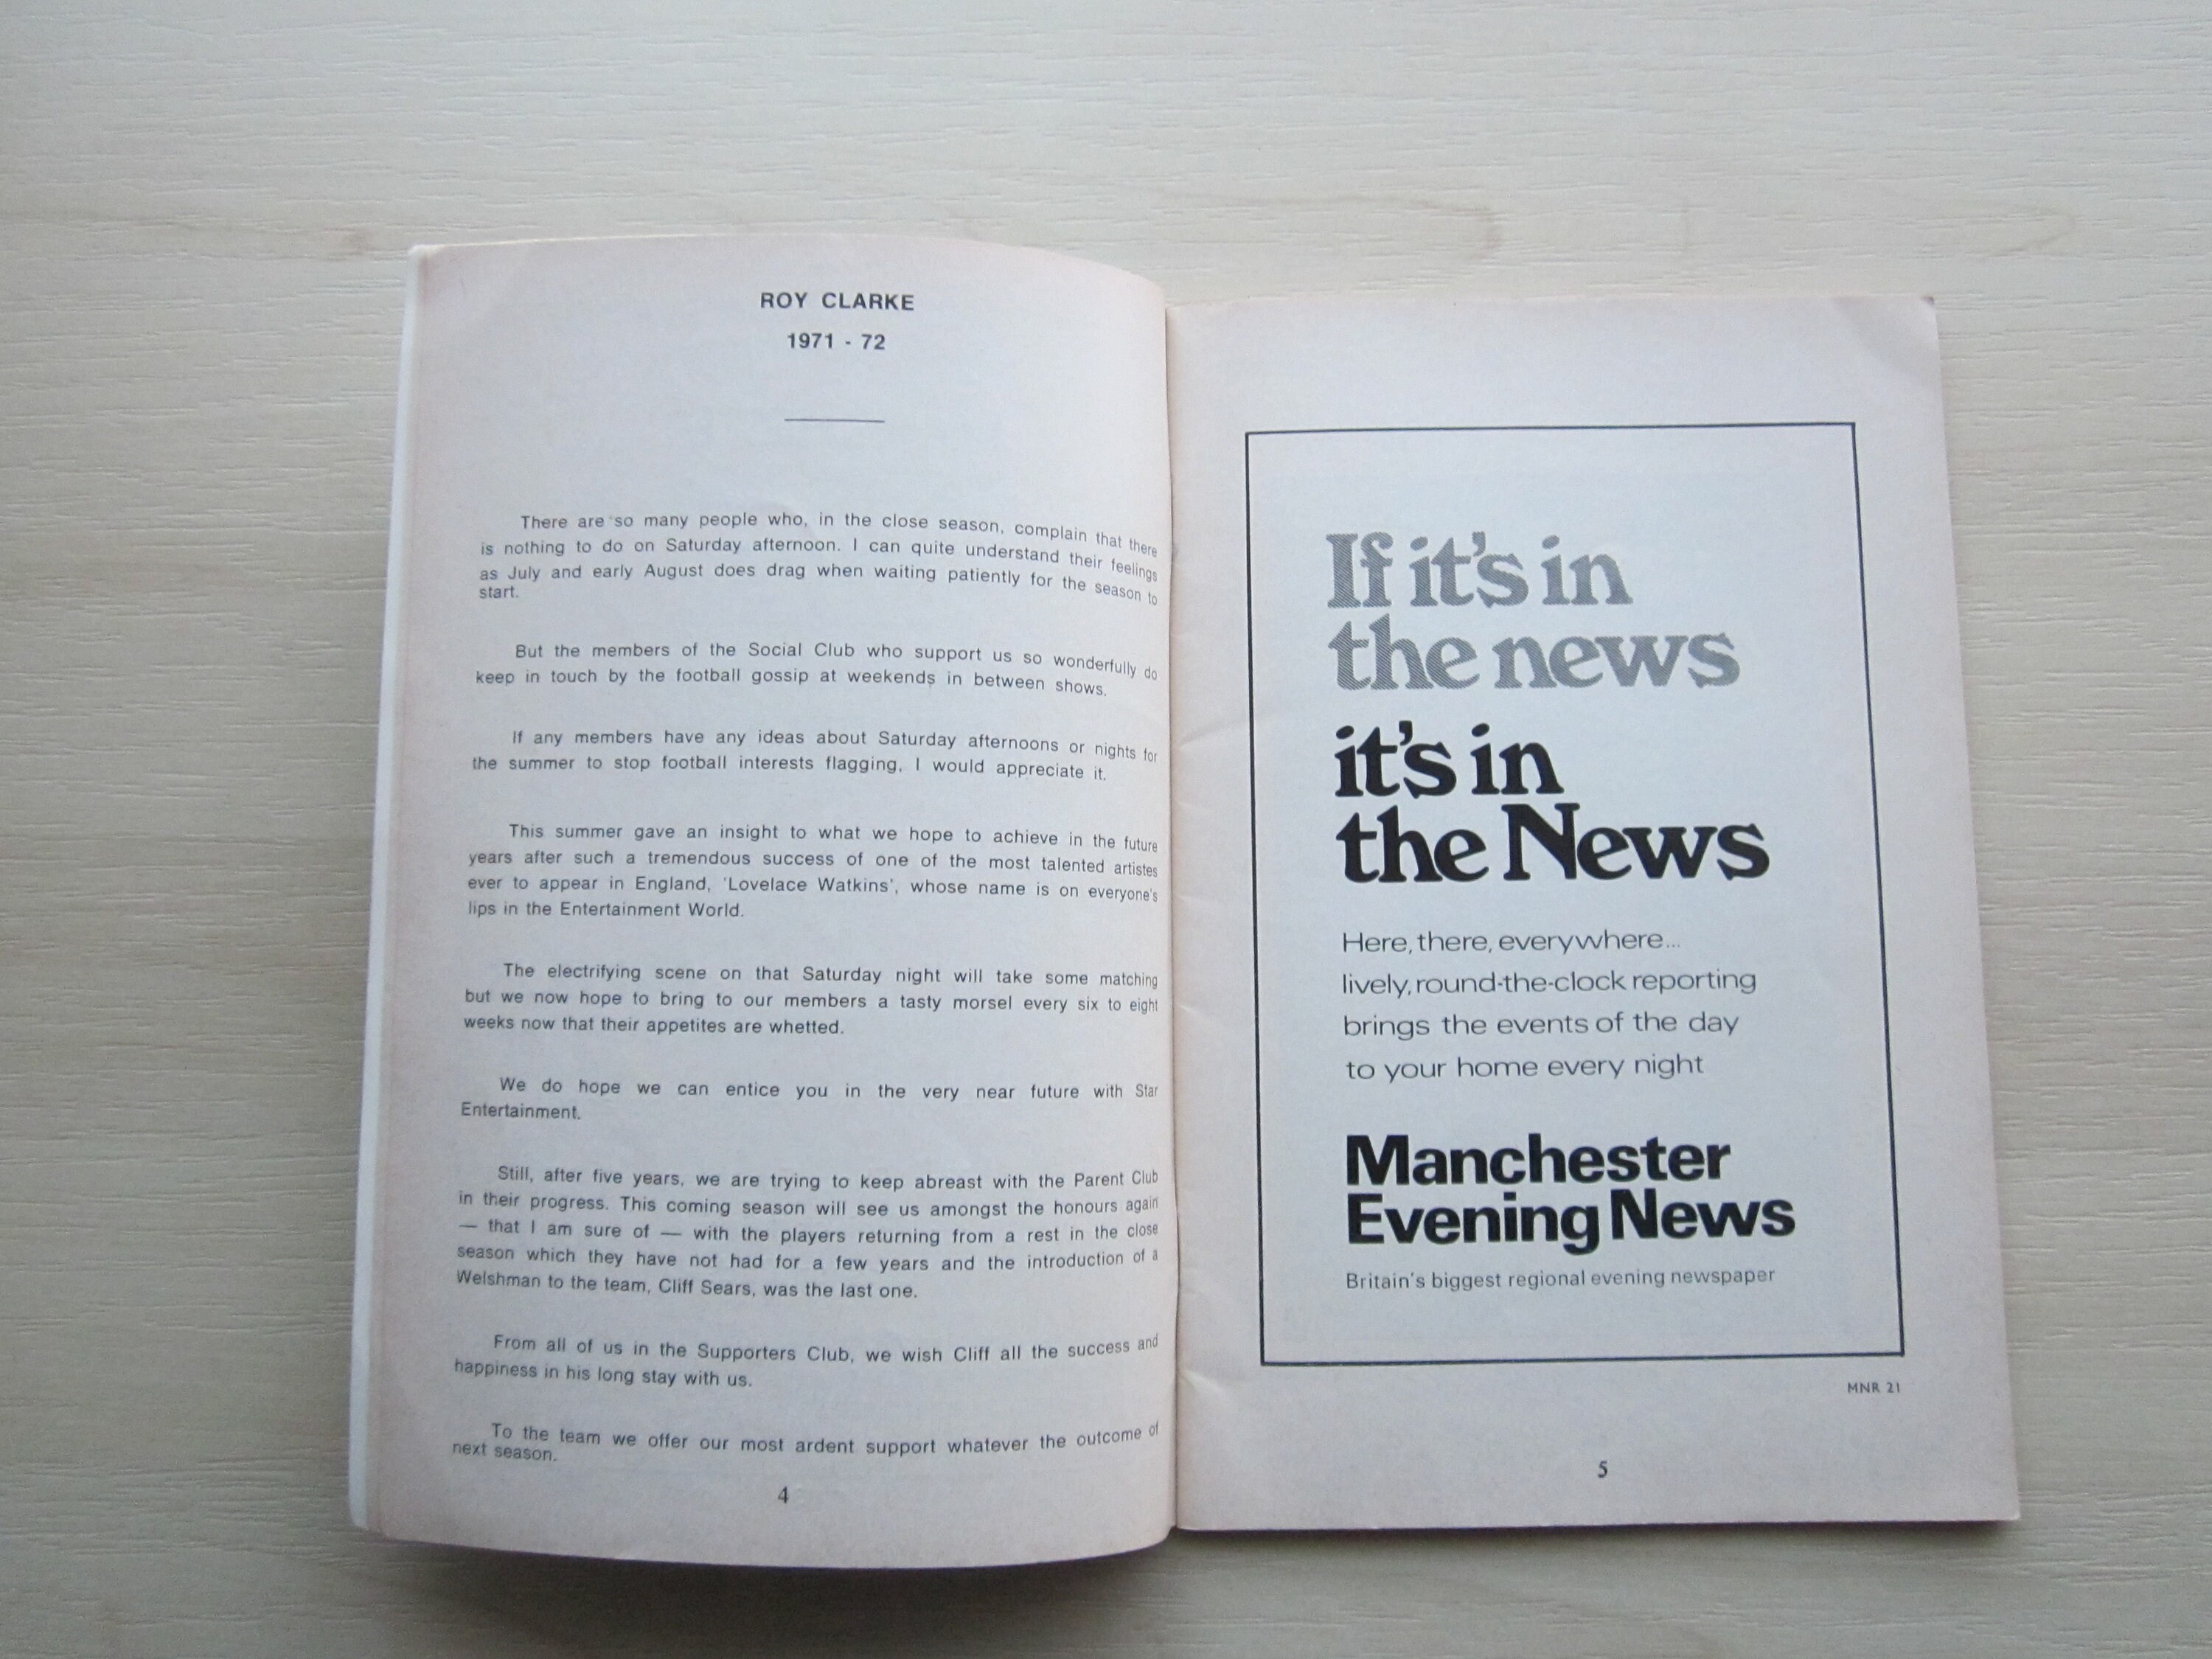 ROY CLARKE
1971 - 72
There are so many people who, in the close season, complain that there
is nothing to do on Saturday afternoon. I can quite understand their feelings
as July and early August does drag when waiting patiently for the season to
start.
But the members of the Social Club who support us so wonderfully do
keep in touch by the football gossip at weekends in between shows.
If any members have any ideas about Saturday afternoons or nights for
the summer to stop football interests flagging, I would appreciate it.
This summer gave an insight to what we hope to achieve in the future
years after such a tremendous success of one of the most talented artistes
ever to appear in England, 'Lovelace Watkins', whose name is on everyone's
lips in the Entertainment World.
The electrifying scene on that Saturday night will take some matching
but we now hope to bring to our members a tasty morsel every six to eight
weeks now that their appetites are whetted.
We do hope we can entice you in the very near future with Star
Entertainment.
Still, after five years, we are trying to keep abreast with the Parent Club
in their progress. This coming season will see us amongst the honours again
— that I am sure of — with the players returning from a rest in the close
season which they have not had for a few years and the introduction of a
Welshman to the team, Cliff Sears, was the last one.
From all of us in the Supporters Club, we wish Cliff all the success and
happiness in his long stay with us.
To the team we offer our most ardent support whatever the outcome of
next season.
4
If it's in
the news
it's in
the News
Here, there, everywhere...
lively, round-the-clock reporting
brings the events of the day
to your home every night
Manchester
Evening News
Britain's biggest regional evening newspaper
MNR 21
5